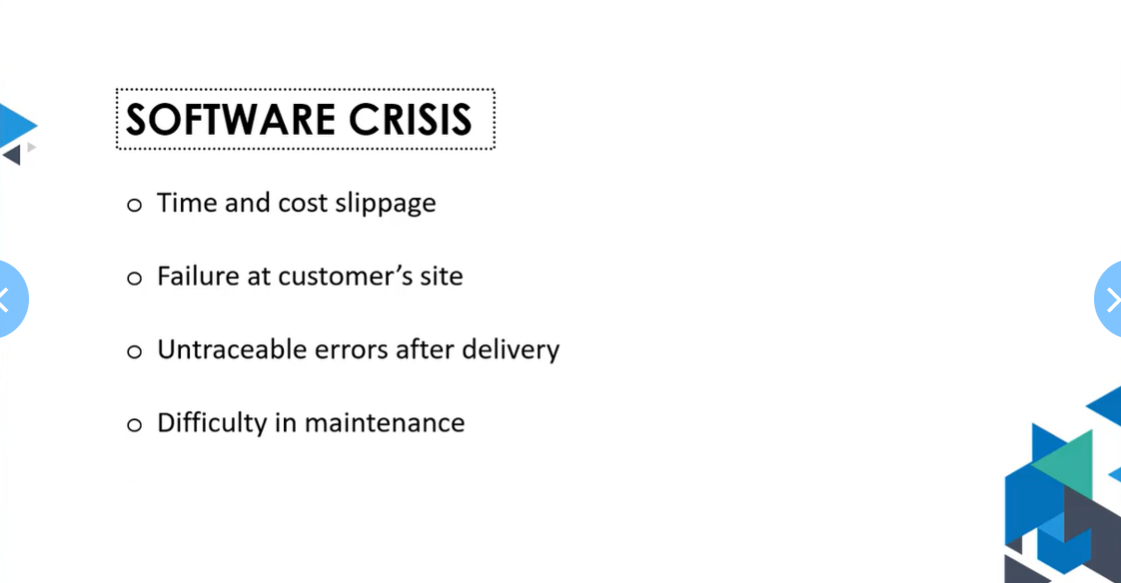 SOFTWARE CRISIS
o Time and cost slippage
o Failure at customer’s site
o Untraceable errors after delivery
o Difficulty in maintenance